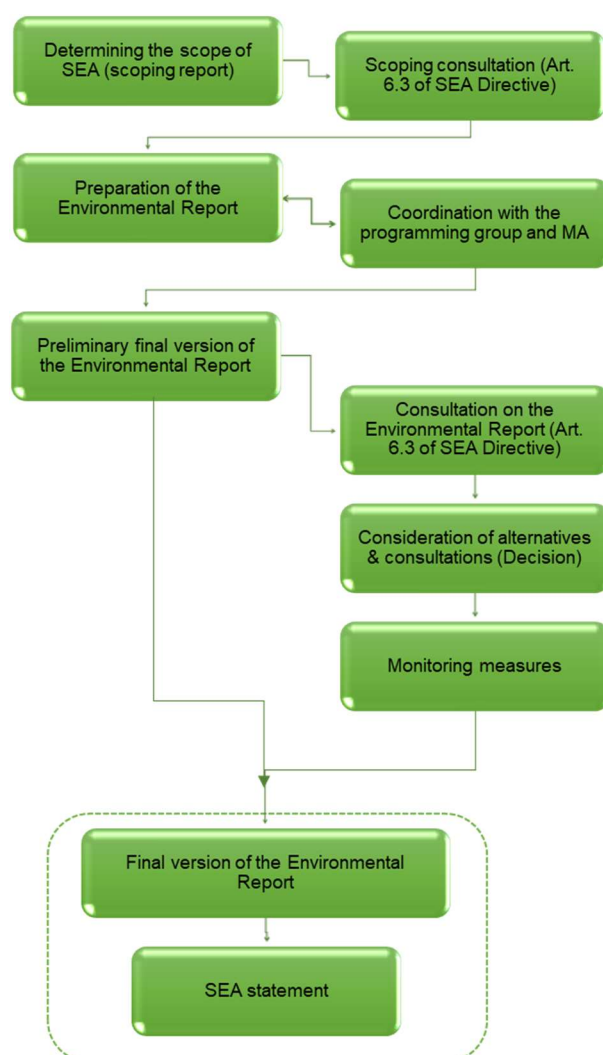 Determining the scope of
SEA (scoping report)
Scoping consultation (Art.
6.3 of SEA Directive)
Preparation of the
Environmental Report
Coordination with the
programming group and MA
Preliminary final version of
the Environmental Report
Consultation on the
Environmental Report (Art.
6.3 of SEA Directive)
Consideration of alternatives
& consultations (Decision)
Monitoring measures
Final version of the Environmental
Report
SEA statement